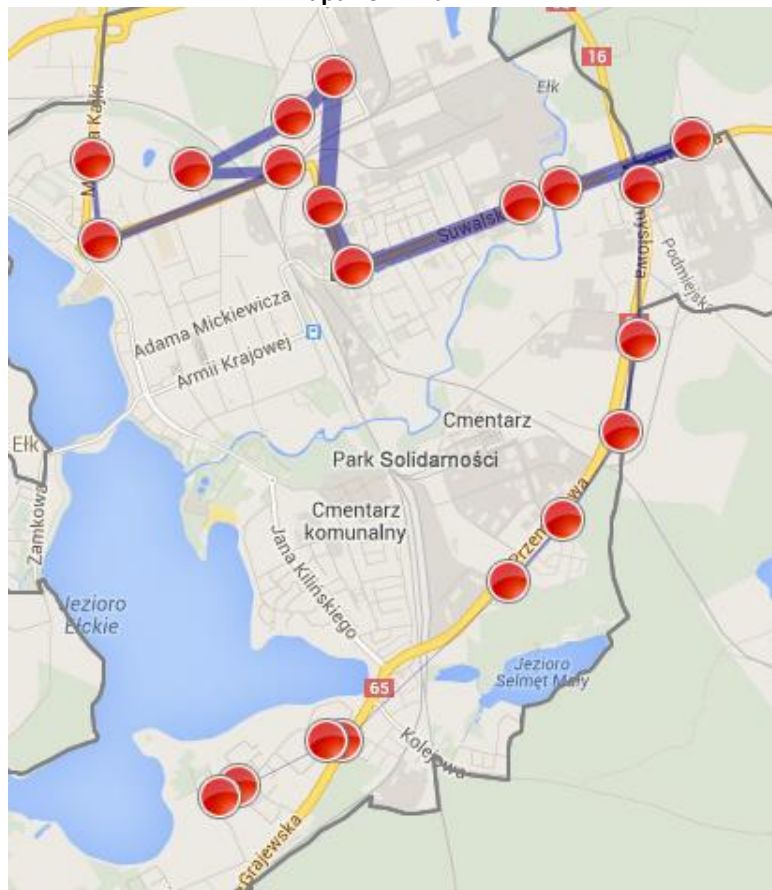 16
Ełk
Suwalsk
Podmiejska
Adama Mickiewicza
Armii Krajowej
Cmentarz
Ełk
Park Solidarności
Zamkowa
Cmentarz
komunalny
Jana Kilińskiego
Jezioro
Ełckie
Jezioro
Selmęt Mały
65
Kolejowa
Grajewska